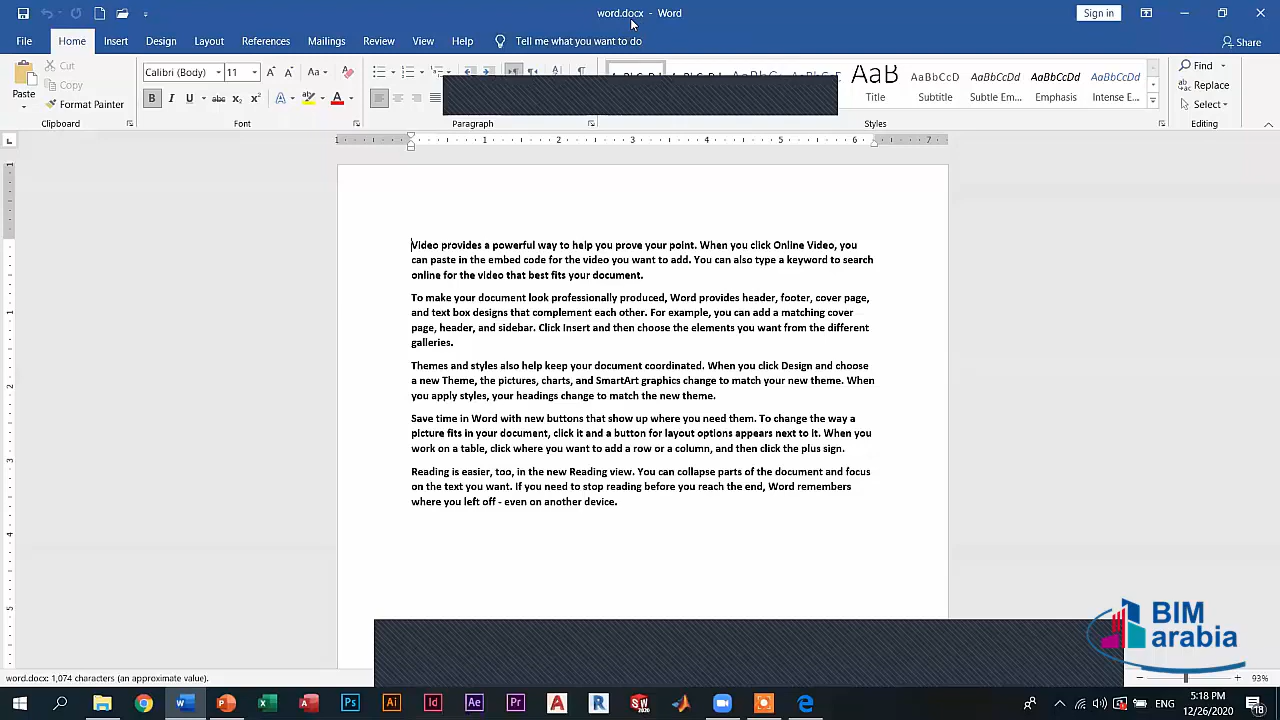 word.docx - Word
Sign in
File Home Insert Design Layout References Mailings Review View Help Tell me what you want to do Share
Paste
Cut
Copy
Format Painter
Calibri (Body) 11
Find
Replace
Select
AaB AaBbCcD AaBbCcDd AaBbCcDd AaBbCcDd
Title Subtitle Subtle Em... Emphasis Intense E...
Clipboard Font Paragraph Styles Editing
1 1 2 3 4 5 6 7
Video provides a powerful way to help you prove your point. When you click Online Video, you
can paste in the embed code for the video you want to add. You can also type a keyword to search
online for the video that best fits your document.
To make your document look professionally produced, Word provides header, footer, cover page,
and text box designs that complement each other. For example, you can add a matching cover
page, header, and sidebar. Click Insert and then choose the elements you want from the different
galleries.
Themes and styles also help keep your document coordinated. When you click Design and choose
a new Theme, the pictures, charts, and SmartArt graphics change to match your new theme. When
you apply styles, your headings change to match the new theme.
Save time in Word with new buttons that show up where you need them. To change the way a
picture fits in your document, click it and a button for layout options appears next to it. When you
work on a table, click where you want to add a row or a column, and then click the plus sign.
Reading is easier, too, in the new Reading view. You can collapse parts of the document and focus
on the text you want. If you need to stop reading before you reach the end, Word remembers
where you left off - even on another device.
BIM
arabia
word.docx: 1,074 characters (an approximate value).
93%
ENG
5:18 PM
12/26/2020